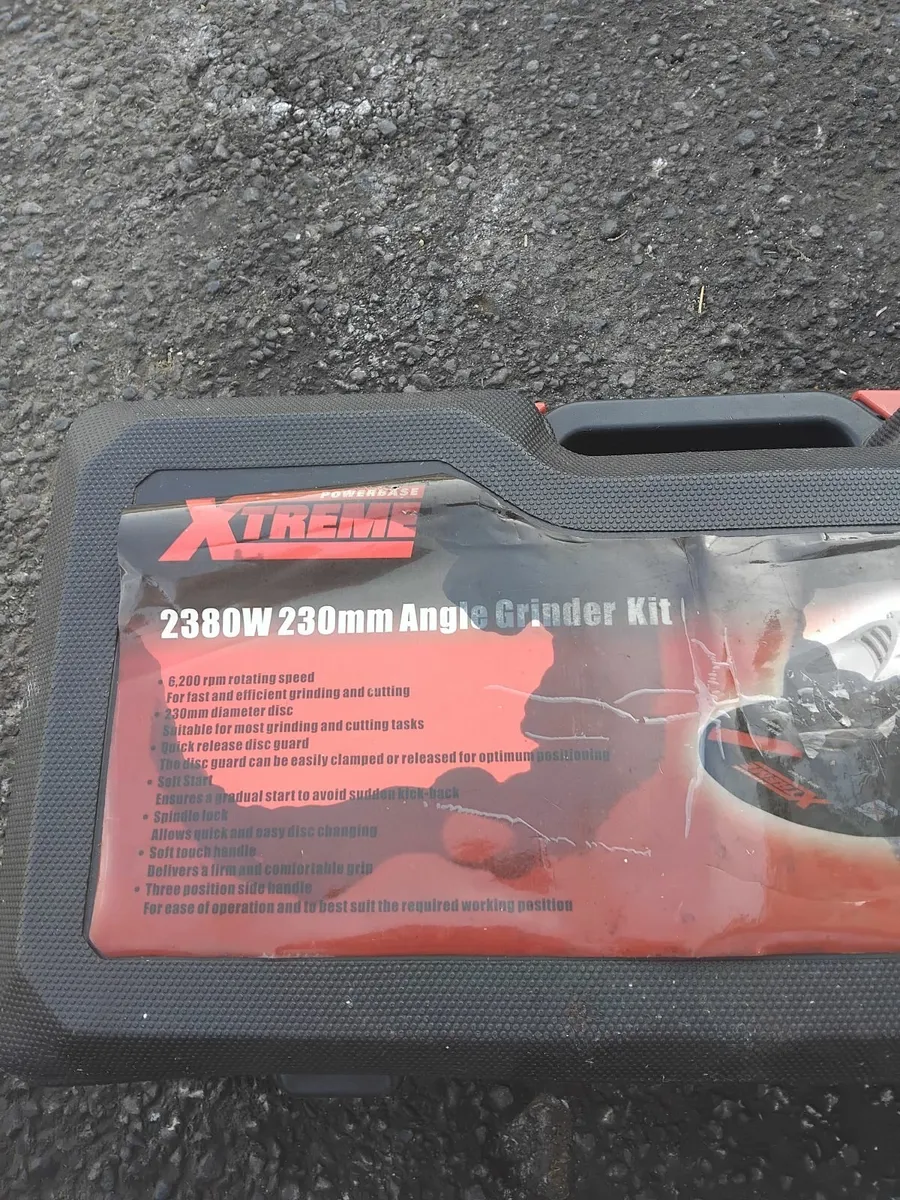 POWERBASE
XTREME
2380W 230mm Angle Grinder Kit
• 6,200 rpm rotating speed
For fast and efficient grinding and cutting
• 230mm diameter disc
Suitable for most grinding and cutting tasks
• Quick release disc guard
The disc guard can be easily clamped or released for optimum positioning
• Soft Start
Ensures a gradual start to avoid sudden kick-back
• Spindle lock
Allows quick and easy disc changing
• Soft touch handle
Delivers a firm and comfortable grip
• Three position side handle
For ease of operation and to best suit the required working position
XTREME